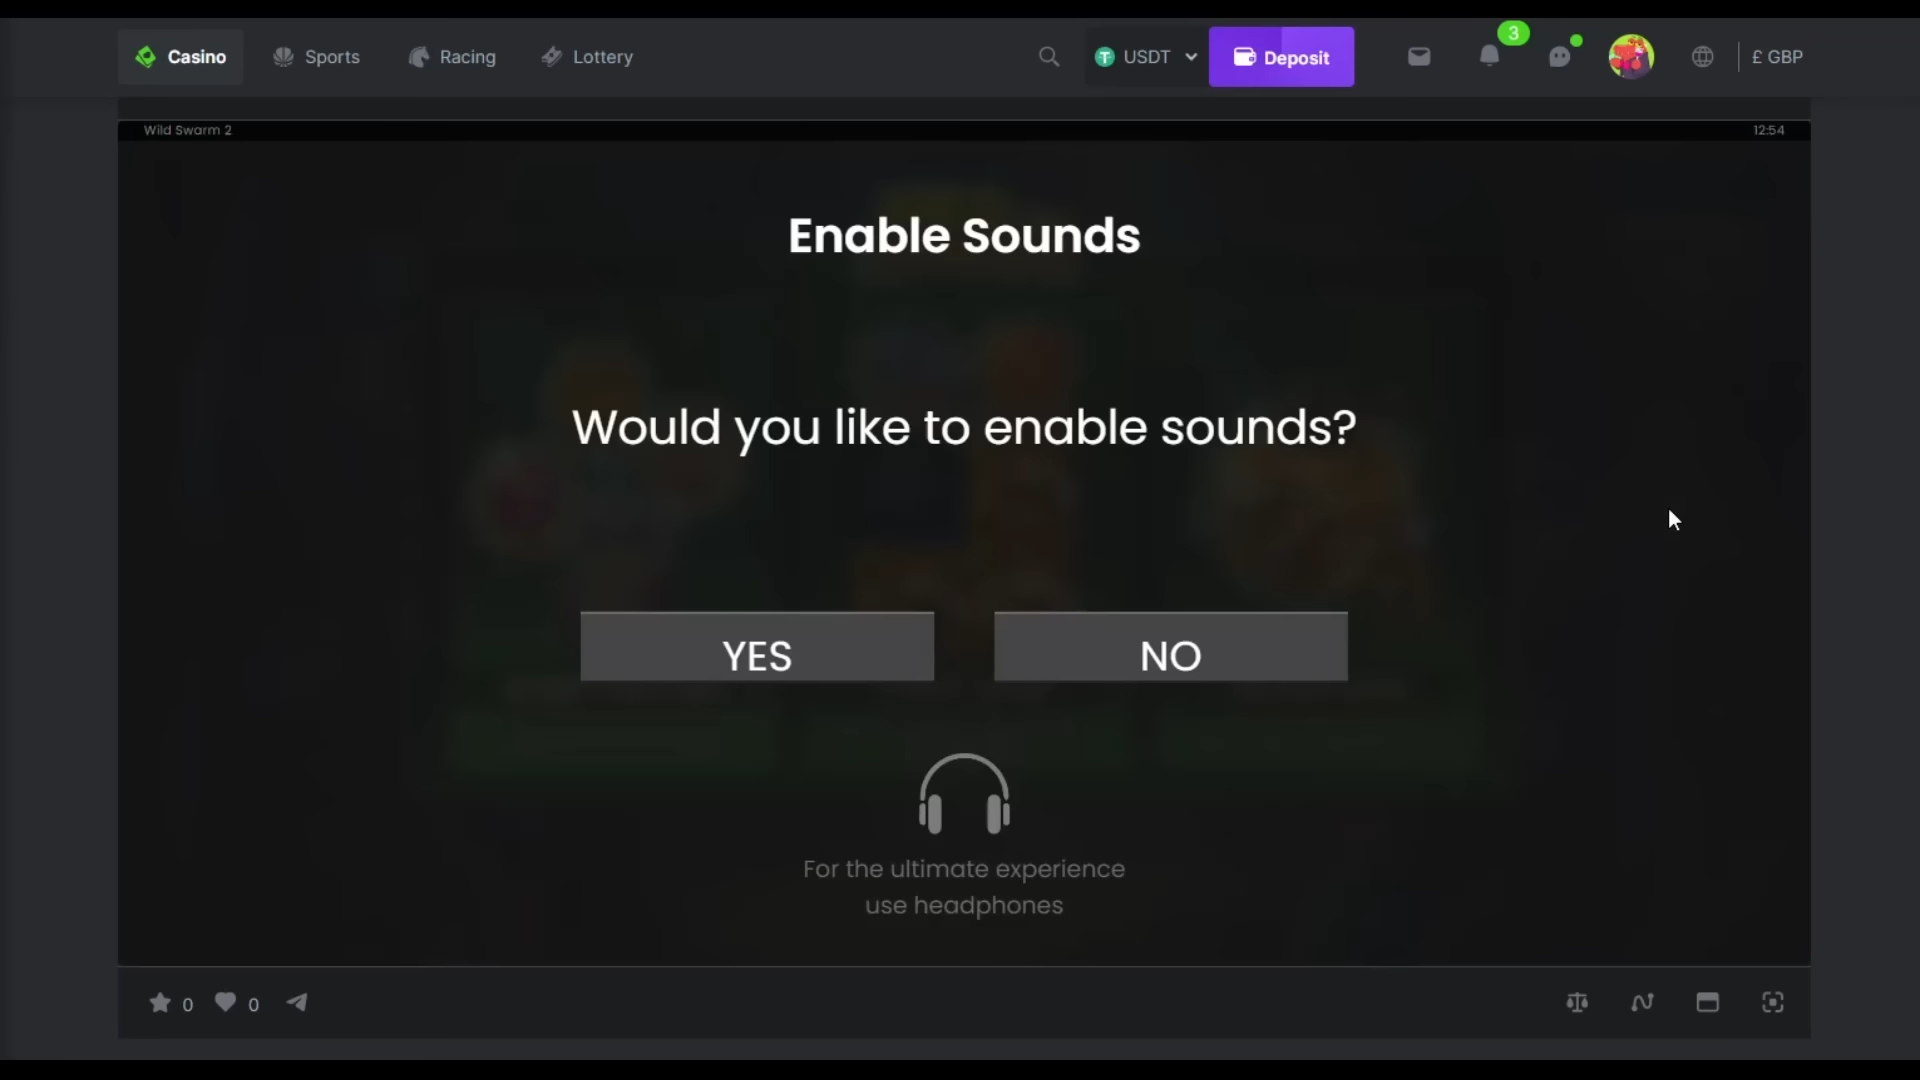 Casino Sports Racing Lottery USDT Deposit 3 £ GBP
Wild Swarm 2 12:54
Enable Sounds
Would you like to enable sounds?
YES NO
For the ultimate experience
use headphones
0 0